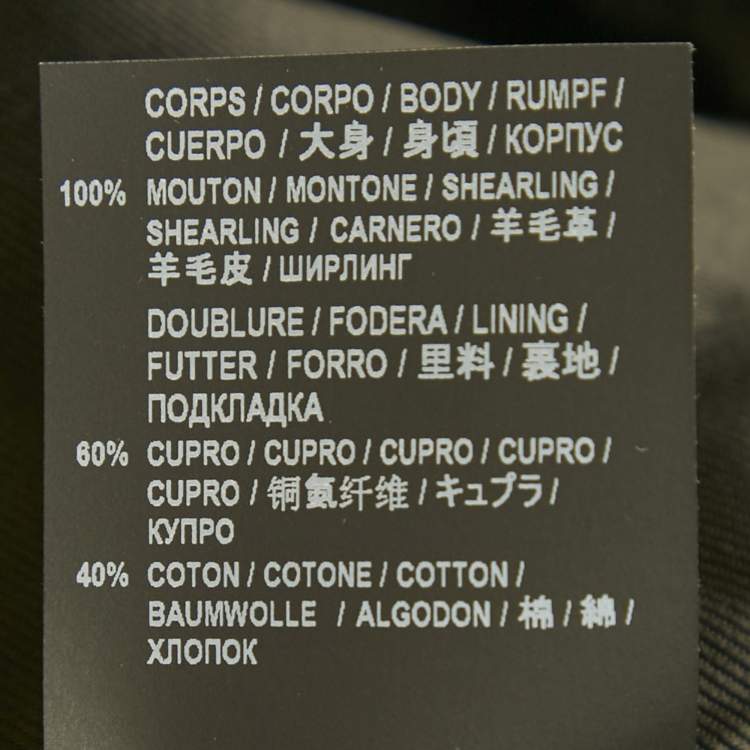 CORPS / CORPO / BODY / RUMPF /
CUERPO / 大身 / 身頃 / КОРПУС
100% MOUTON / MONTONE / SHEARLING /
SHEARLING / CARNERO / 羊毛革 /
羊毛皮 / ШИРЛИНГ
DOUBLURE / FODERA / LINING /
FUTTER / FORRO / 里料 / 裏地 /
ПОДКЛАДКА
60% CUPRO / CUPRO / CUPRO / CUPRO /
CUPRO / 铜氨纤维 / キュプラ /
КУПРО
40% COTON / COTONE / COTTON /
BAUMWOLLE / ALGODON / 棉 / 綿 /
ХЛОПОК